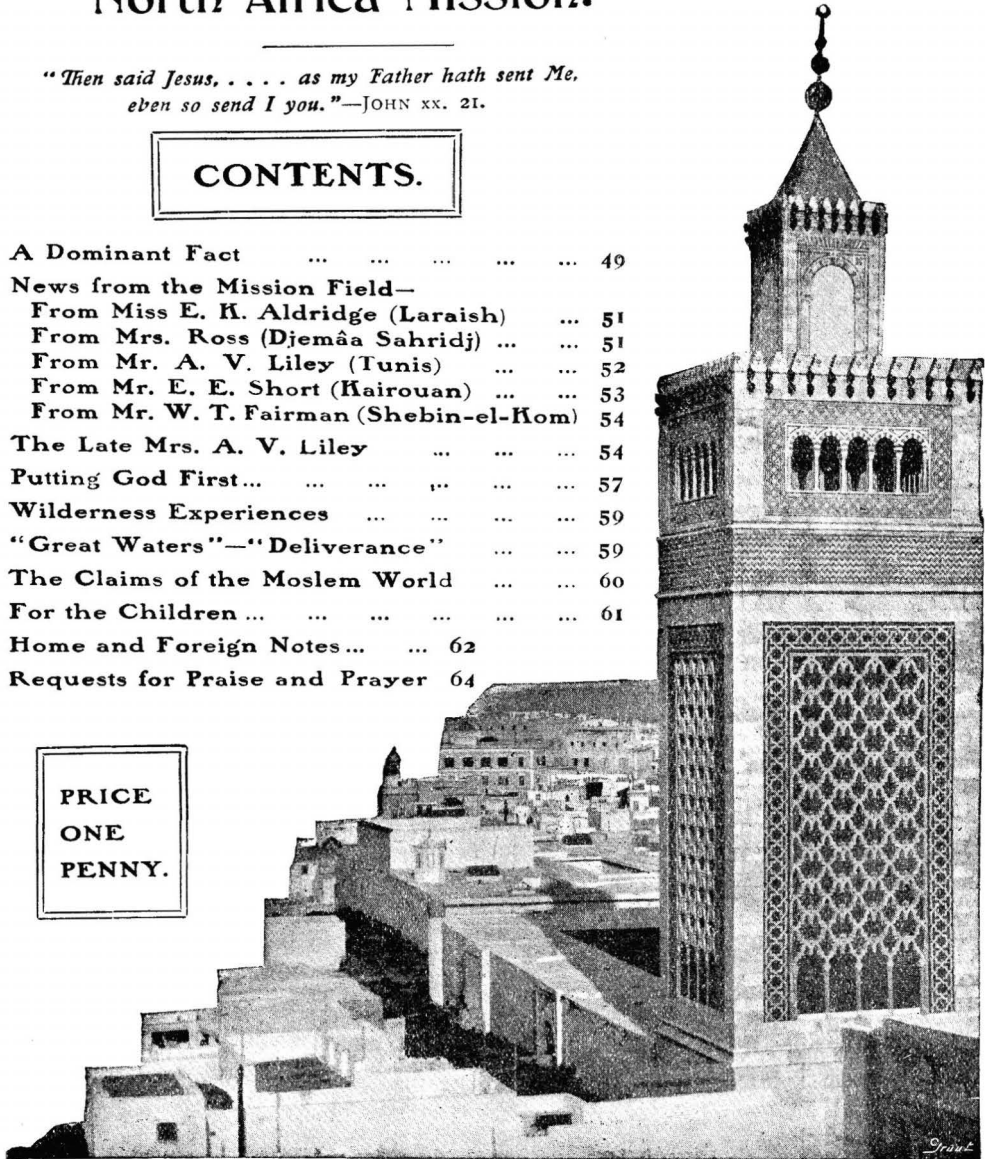 North Africa Mission.
"Then said Jesus, . . . . . as my Father hath sent Me,
even so send I you."—JOHN xx. 21.
CONTENTS.
A Dominant Fact ... ... ... ... ... 49
News from the Mission Field—
From Miss E. K. Aldridge (Laraish) ... 51
From Mrs. Ross (Djemâa Sahridj) ... ... 51
From Mr. A. V. Liley (Tunis) ... ... 52
From Mr. E. E. Short (Kairouan) ... ... 53
From Mr. W. T. Fairman (Shebin-el-Kom) 54
The Late Mrs. A. V. Liley ... ... ... 54
Putting God First... ... ... ... ... ... 57
Wilderness Experiences ... ... ... ... 59
"Great Waters"—"Deliverance" ... ... 59
The Claims of the Moslem World ... ... 60
For the Children ... ... ... ... ... ... 61
Home and Foreign Notes ... ... 62
Requests for Praise and Prayer 64
PRICE
ONE
PENNY.